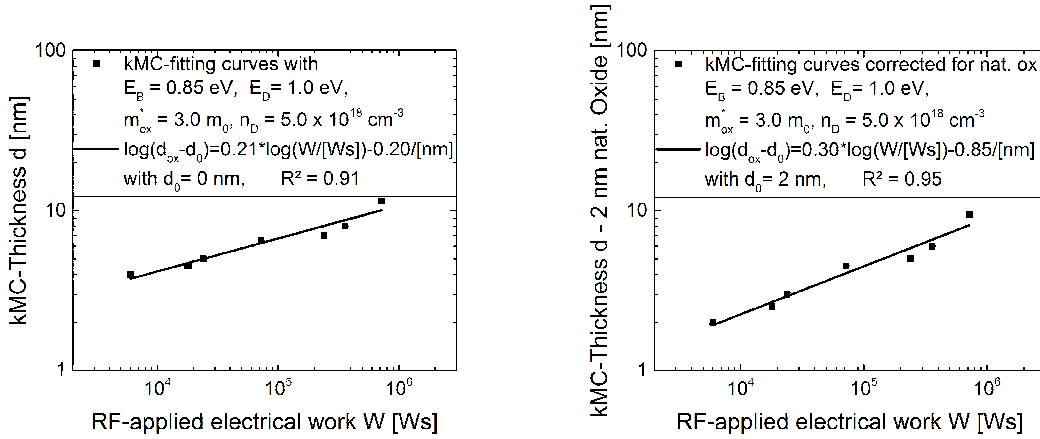 kMC-Thickness d [nm]
100
10
1
kMC-fitting curves with
E_B = 0.85 eV, E_D = 1.0 eV,
m*_ox = 3.0 m_0, n_D = 5.0 x 10^18 cm^-3
log(d_ox-d_0)=0.21*log(W/[Ws])-0.20/[nm]
with d_0= 0 nm, R² = 0.91
10^4 10^5 10^6
RF-applied electrical work W [Ws]
kMC-Thickness d - 2 nm nat. Oxide [nm]
100
10
1
kMC-fitting curves corrected for nat. ox.
E_B = 0.85 eV, E_D = 1.0 eV,
m*_ox = 3.0 m_0, n_D = 5.0 x 10^18 cm^-3
log(d_ox-d_0)=0.30*log(W/[Ws])-0.85/[nm]
with d_0= 2 nm, R² = 0.95
10^4 10^5 10^6
RF-applied electrical work W [Ws]